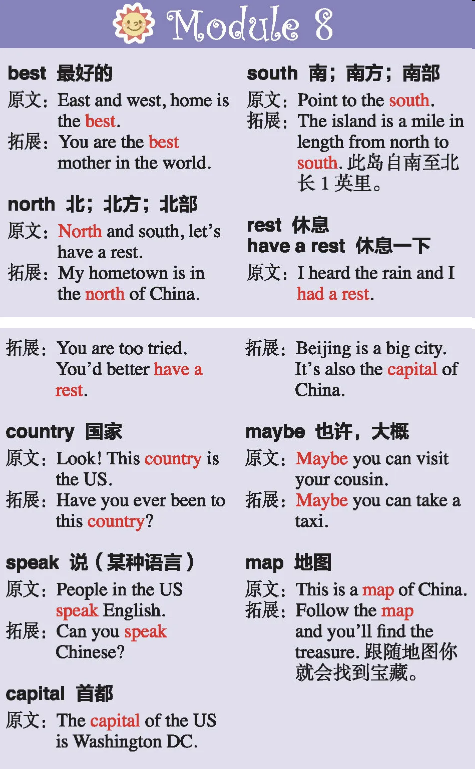 Module 8
best 最好的
原文：East and west, home is
the best.
拓展：You are the best
mother in the world.
north 北；北方；北部
原文：North and south, let's
have a rest.
拓展：My hometown is in
the north of China.
south 南；南方；南部
原文：Point to the south.
拓展：The island is a mile in
length from north to
south. 此岛自南至北
长 1 英里。
rest 休息
have a rest 休息一下
原文：I heard the rain and I
had a rest.
拓展：You are too tried.
You'd better have a
rest.
country 国家
原文：Look! This country is
the US.
拓展：Have you ever been to
this country?
speak 说（某种语言）
原文：People in the US
speak English.
拓展：Can you speak
Chinese?
capital 首都
原文：The capital of the US
is Washington DC.
拓展：Beijing is a big city.
It's also the capital of
China.
maybe 也许，大概
原文：Maybe you can visit
your cousin.
拓展：Maybe you can take a
taxi.
map 地图
原文：This is a map of China.
拓展：Follow the map
and you'll find the
treasure. 跟随地图你
就会找到宝藏。